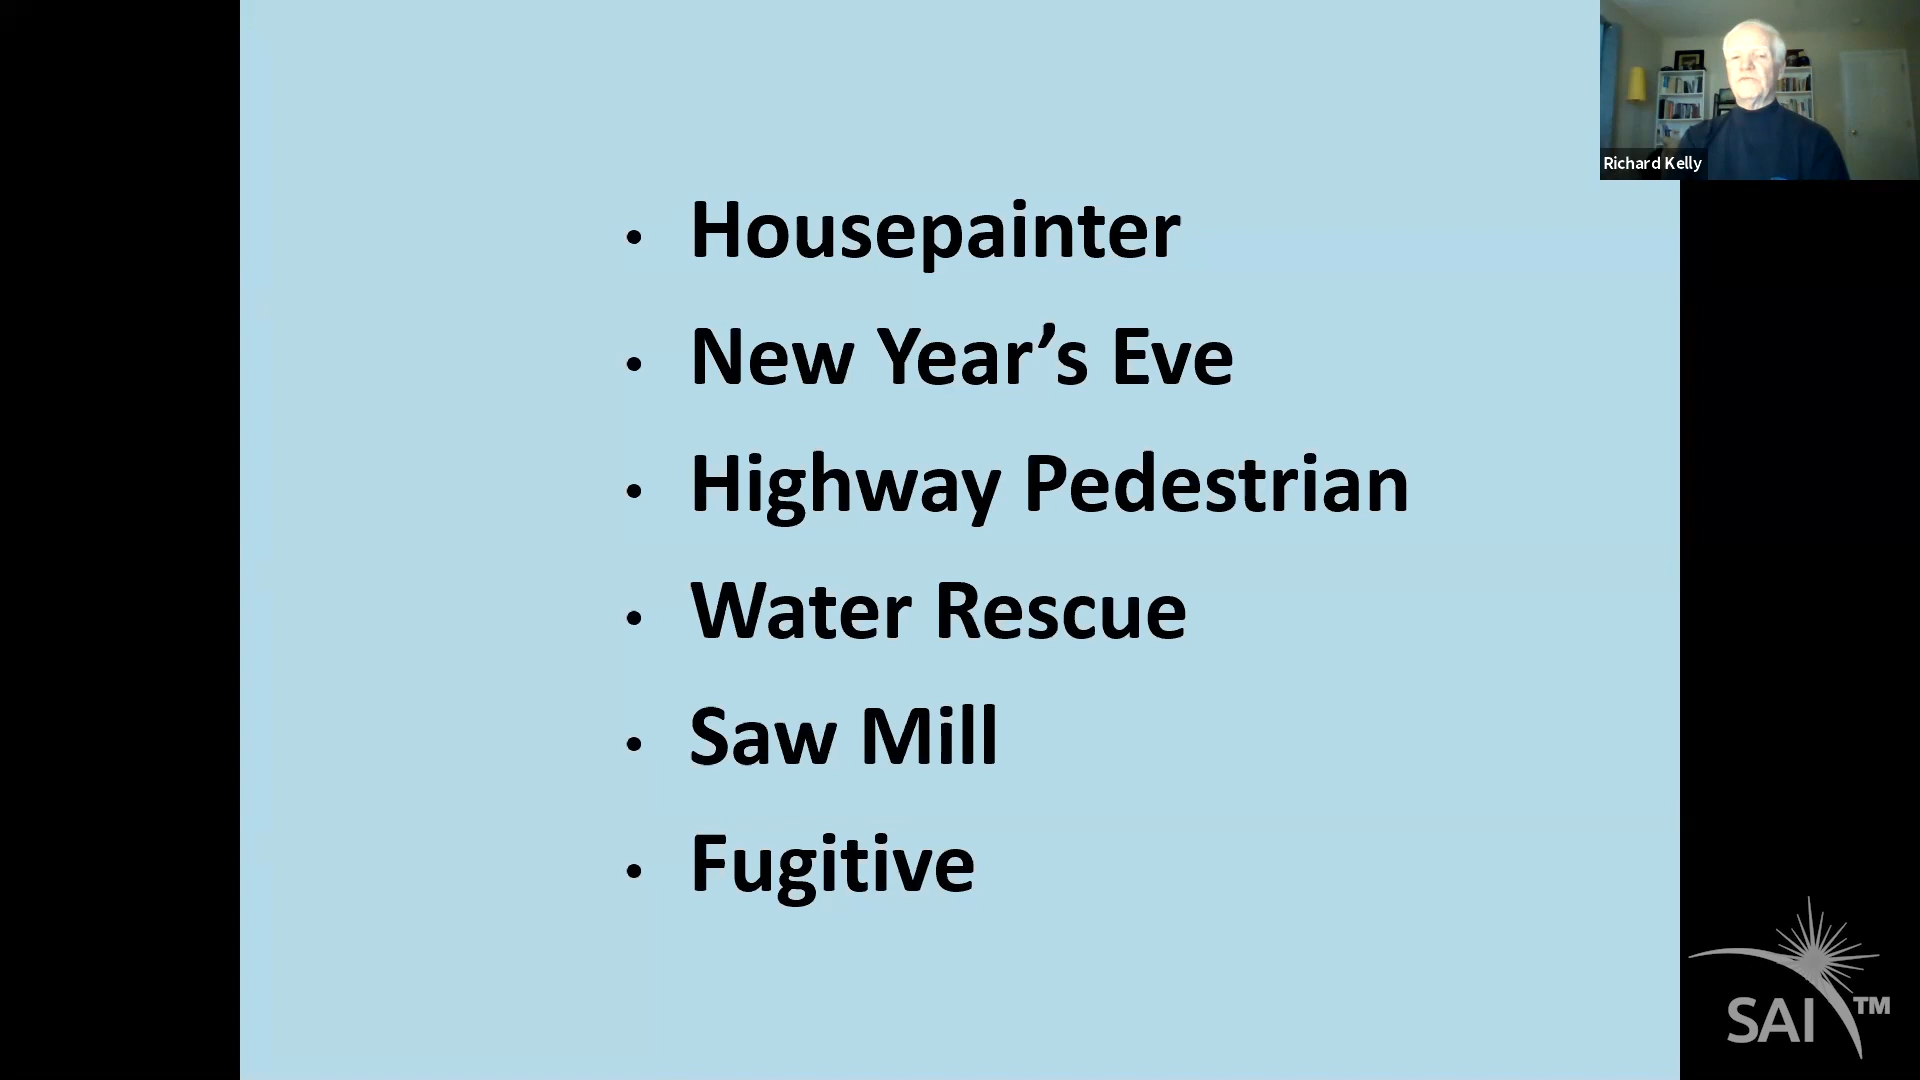 Richard Kelly
• Housepainter
• New Year’s Eve
• Highway Pedestrian
• Water Rescue
• Saw Mill
• Fugitive
SAI™